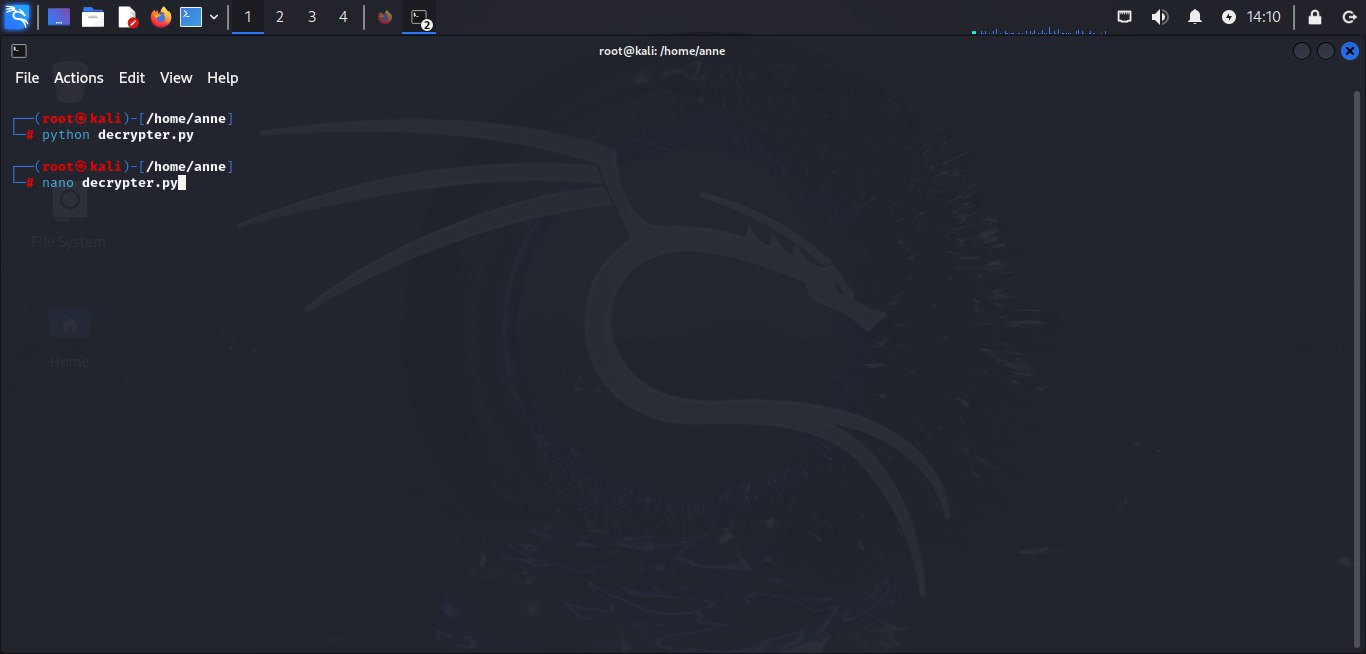 1 2 3 4 2 14:10
root@kali: /home/anne
File Actions Edit View Help
┌──(root㉿kali)-[/home/anne]
└─# python decrypter.py
┌──(root㉿kali)-[/home/anne]
└─# nano decrypter.py
File System
Home